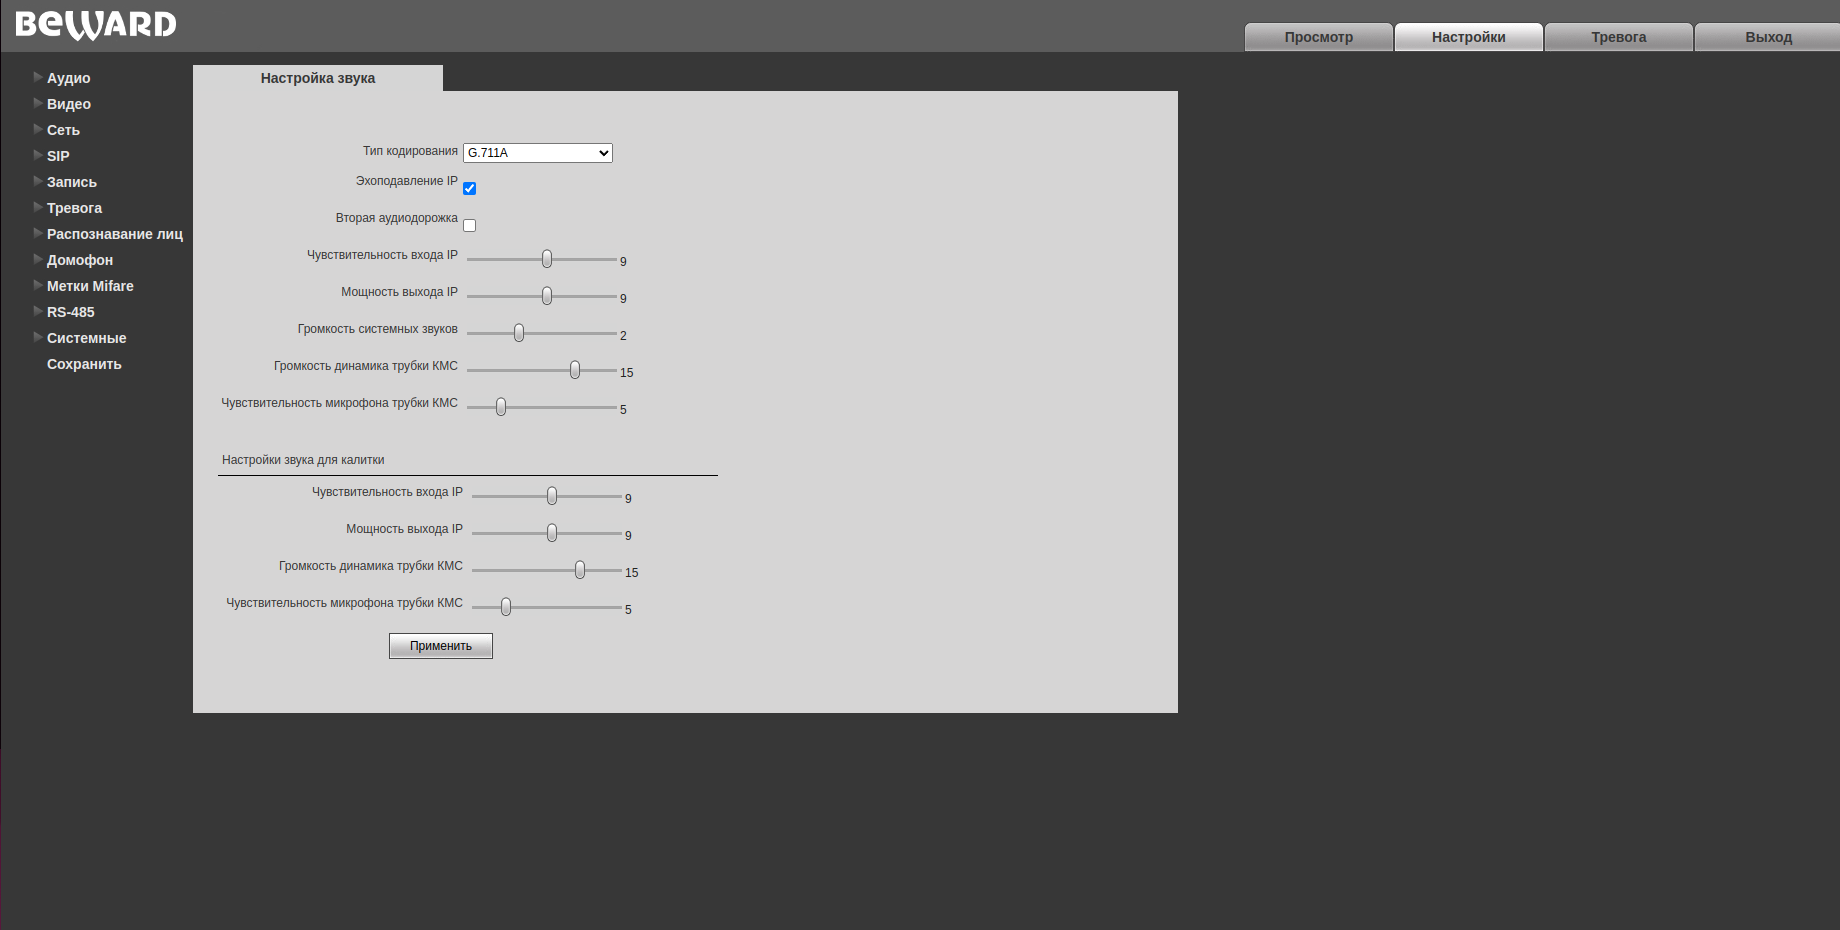 BEWARD
Просмотр
Настройки
Тревога
Выход
Аудио
Видео
Сеть
SIP
Запись
Тревога
Распознавание лиц
Домофон
Метки Mifare
RS-485
Системные
Сохранить
Настройка звука
Тип кодирования G.711A
Эхоподавление IP
Вторая аудиодорожка
Чувствительность входа IP 9
Мощность выхода IP 9
Громкость системных звуков 2
Громкость динамика трубки КМС 15
Чувствительность микрофона трубки КМС 5
Настройки звука для калитки
Чувствительность входа IP 9
Мощность выхода IP 9
Громкость динамика трубки КМС 15
Чувствительность микрофона трубки КМС 5
Применить